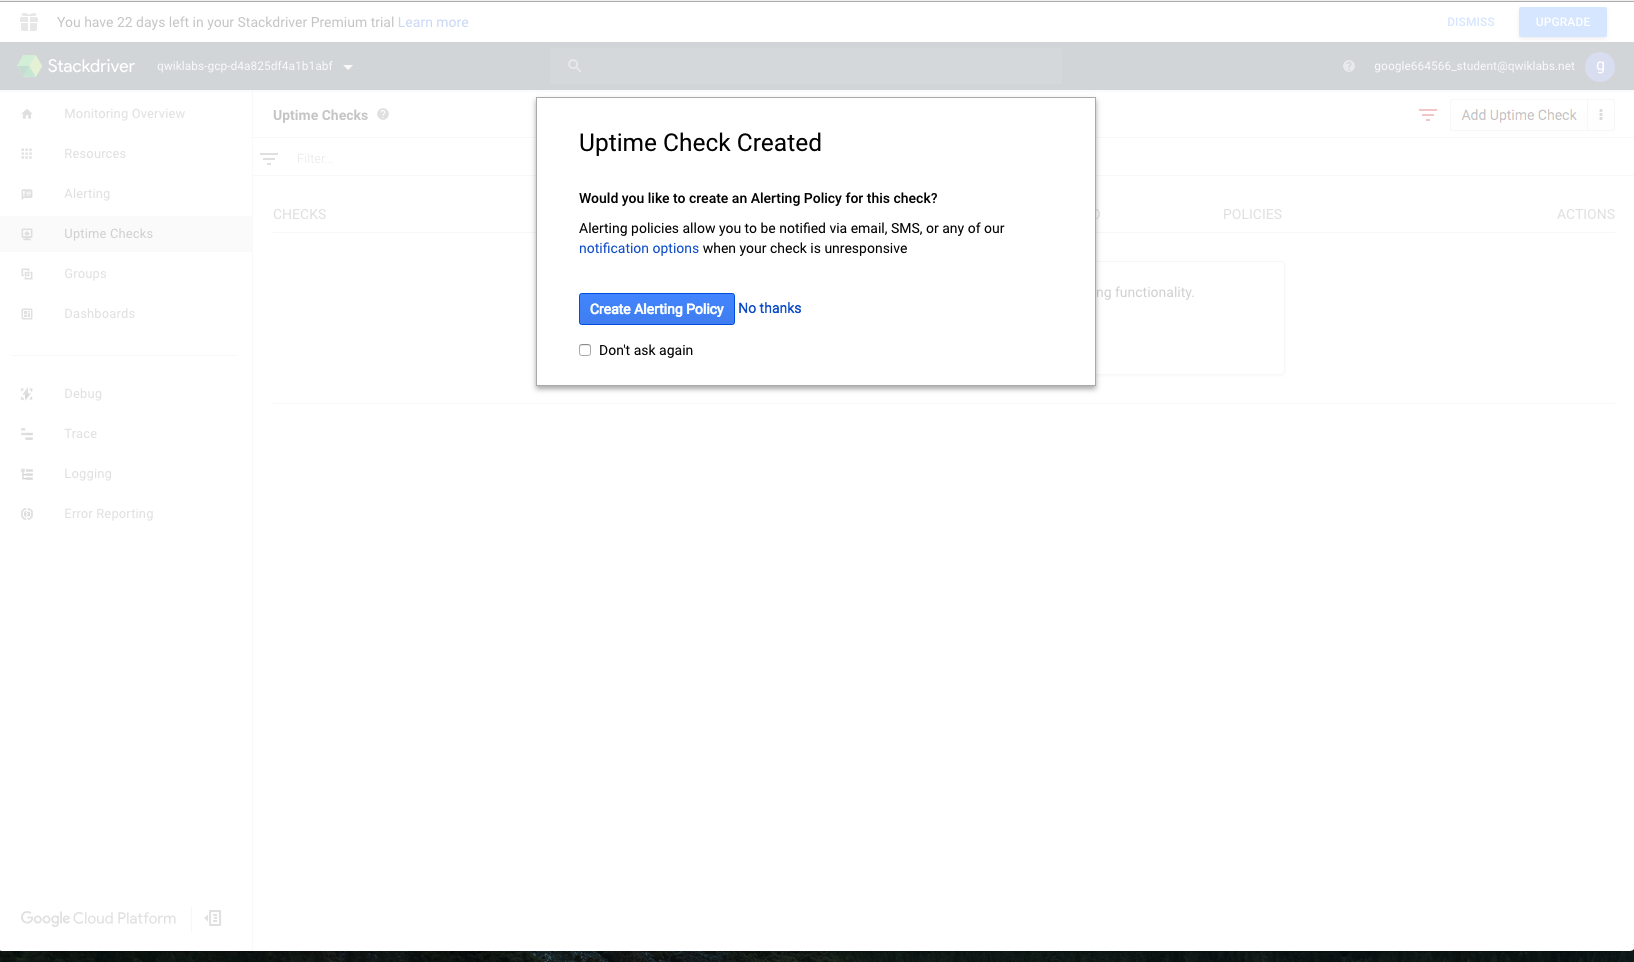 You have 22 days left in your Stackdriver Premium trial Learn more
DISMISS
UPGRADE
Stackdriver
qwiklabs-gcp-d4a825df4a1b1abf
google664566_student@qwiklabs.net
g
Monitoring Overview
Resources
Alerting
Uptime Checks
Groups
Dashboards
Debug
Trace
Logging
Error Reporting
Google Cloud Platform
Uptime Checks
Add Uptime Check
Filter...
CHECKS
POLICIES
ACTIONS
functionality.
Uptime Check Created
Would you like to create an Alerting Policy for this check?
Alerting policies allow you to be notified via email, SMS, or any of our
notification options when your check is unresponsive
Create Alerting Policy
No thanks
Don't ask again